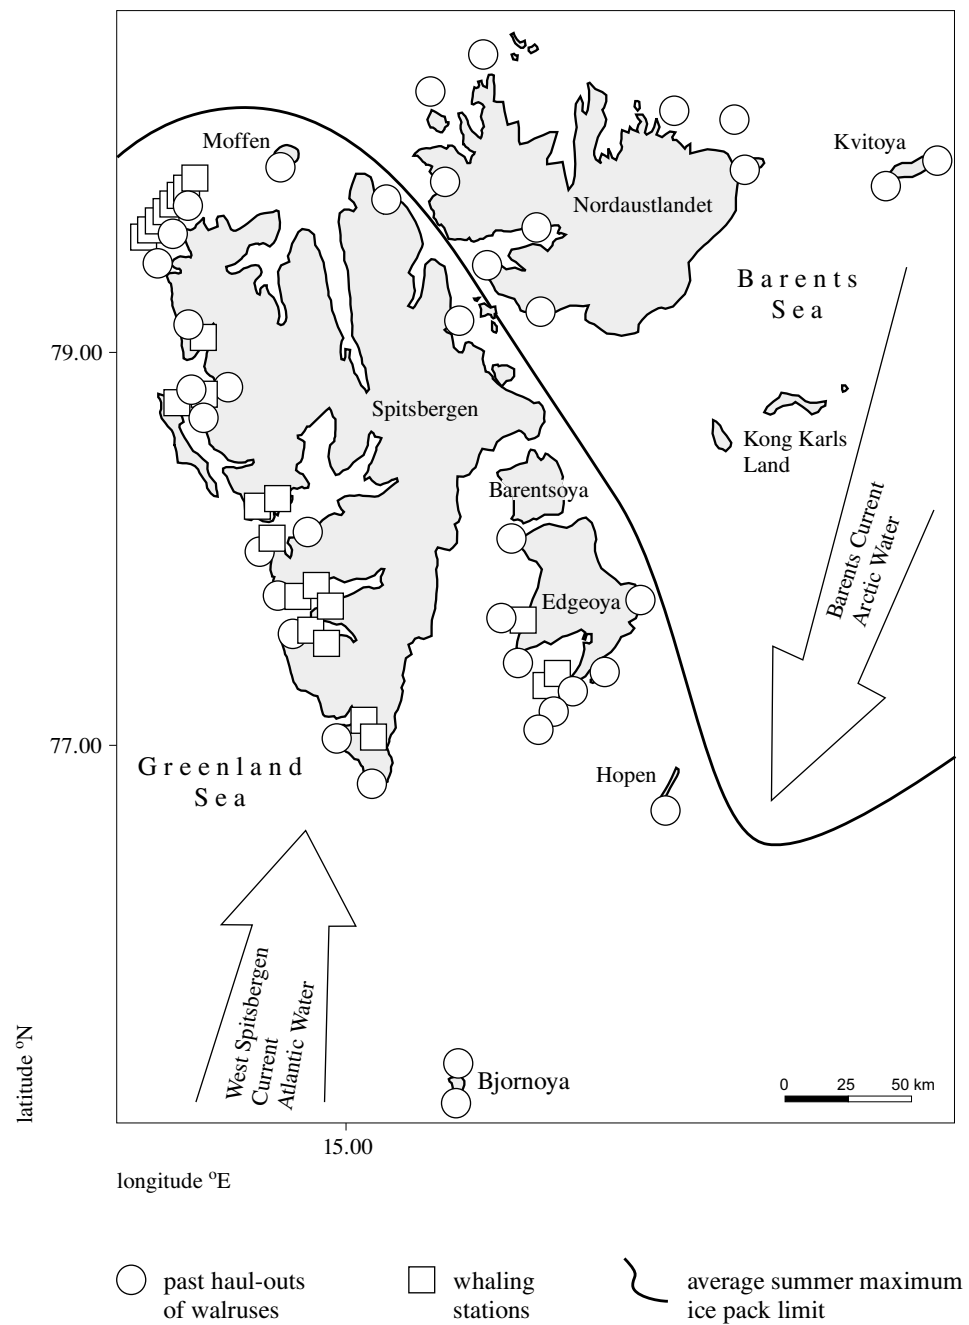 Moffen
Kvitoya
Nordaustlandet
Barents
Sea
79.00
Spitsbergen
Kong Karls
Land
Barentsoya
Barents Current
Arctic Water
Edgeoya
77.00
Greenland
Sea
Hopen
West Spitsbergen
Current
Atlantic Water
Bjornoya
0 25 50 km
latitude ºN
15.00
longitude ºE
past haul-outs
of walruses
whaling
stations
average summer maximum
ice pack limit